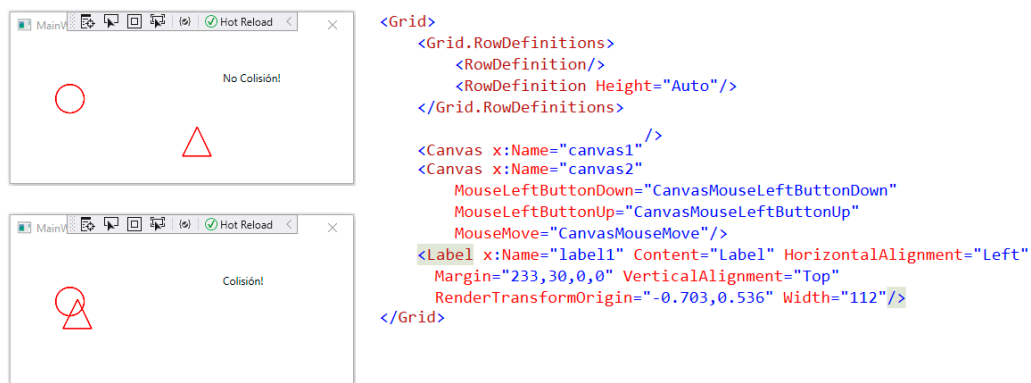 MainW
Hot Reload
No Colisión!
MainW
Hot Reload
Colisión!
<Grid>
<Grid.RowDefinitions>
<RowDefinition/>
<RowDefinition Height="Auto"/>
</Grid.RowDefinitions>
/>
<Canvas x:Name="canvas1"
<Canvas x:Name="canvas2"
MouseLeftButtonDown="CanvasMouseLeftButtonDown"
MouseLeftButtonUp="CanvasMouseLeftButtonUp"
MouseMove="CanvasMouseMove"/>
<Label x:Name="label1" Content="Label" HorizontalAlignment="Left"
Margin="233,30,0,0" VerticalAlignment="Top"
RenderTransformOrigin="-0.703,0.536" Width="112"/>
</Grid>